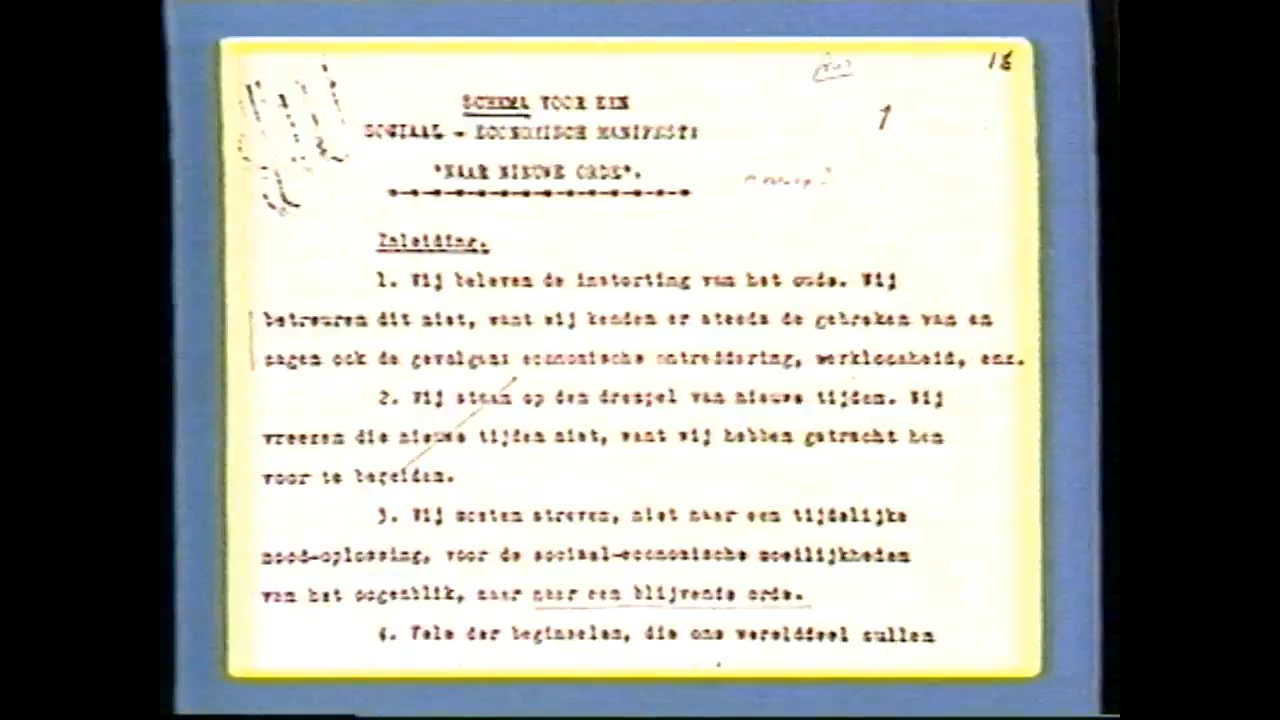 18
1
SCHEMA VOOR EEN
SOCIAAL - ECONOMISCH MANIFEST:
"NAAR NIEUWE ORDE".
Inleiding.
1. Wij beleven de instorting van het oude. Wij
betreuren dit niet, want wij kenden er steeds de gebreken van en
zagen ook de gevolgen: economische ontreddering, werkloosheid, enz.
2. Wij staan op den drempel van nieuwe tijden. Wij
vreezen die nieuwe tijden niet, want wij hebben getracht hen
voor te bereiden.
3. Wij moeten streven, niet naar een tijdelijke
nood-oplossing, voor de sociaal-economische moeilijkheden
van het oogenblik, maar naar een blijvende orde.
4. Vele der beginselen, die ons werelddeel zullen